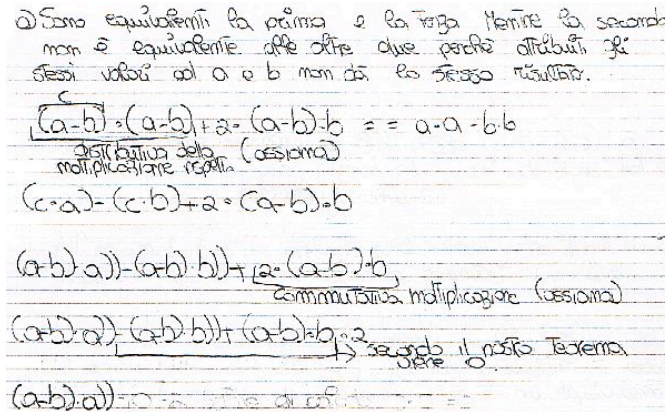 a) Sono equivalenti la prima e la terza mentre la seconda
non è equivalente alle altre due perché attribuiti gli
stessi valori ad a e b non dà lo stesso risultato.
c
(a-b)·(a-b)+2·(a-b)·b = = a·a-b·b
distributiva della (assioma)
moltiplicazione rispett.
(c·a)-(c·b)+2·(a-b)·b
(a-b)·a))-(a-b)·b))+2·(a-b)·b
commutativa moltiplicazione (assioma)
(a-b)·a))-(a-b)·b))+(a-b)·b·2
secondo il nostro Teorema
viene 0
(a-b)·a))